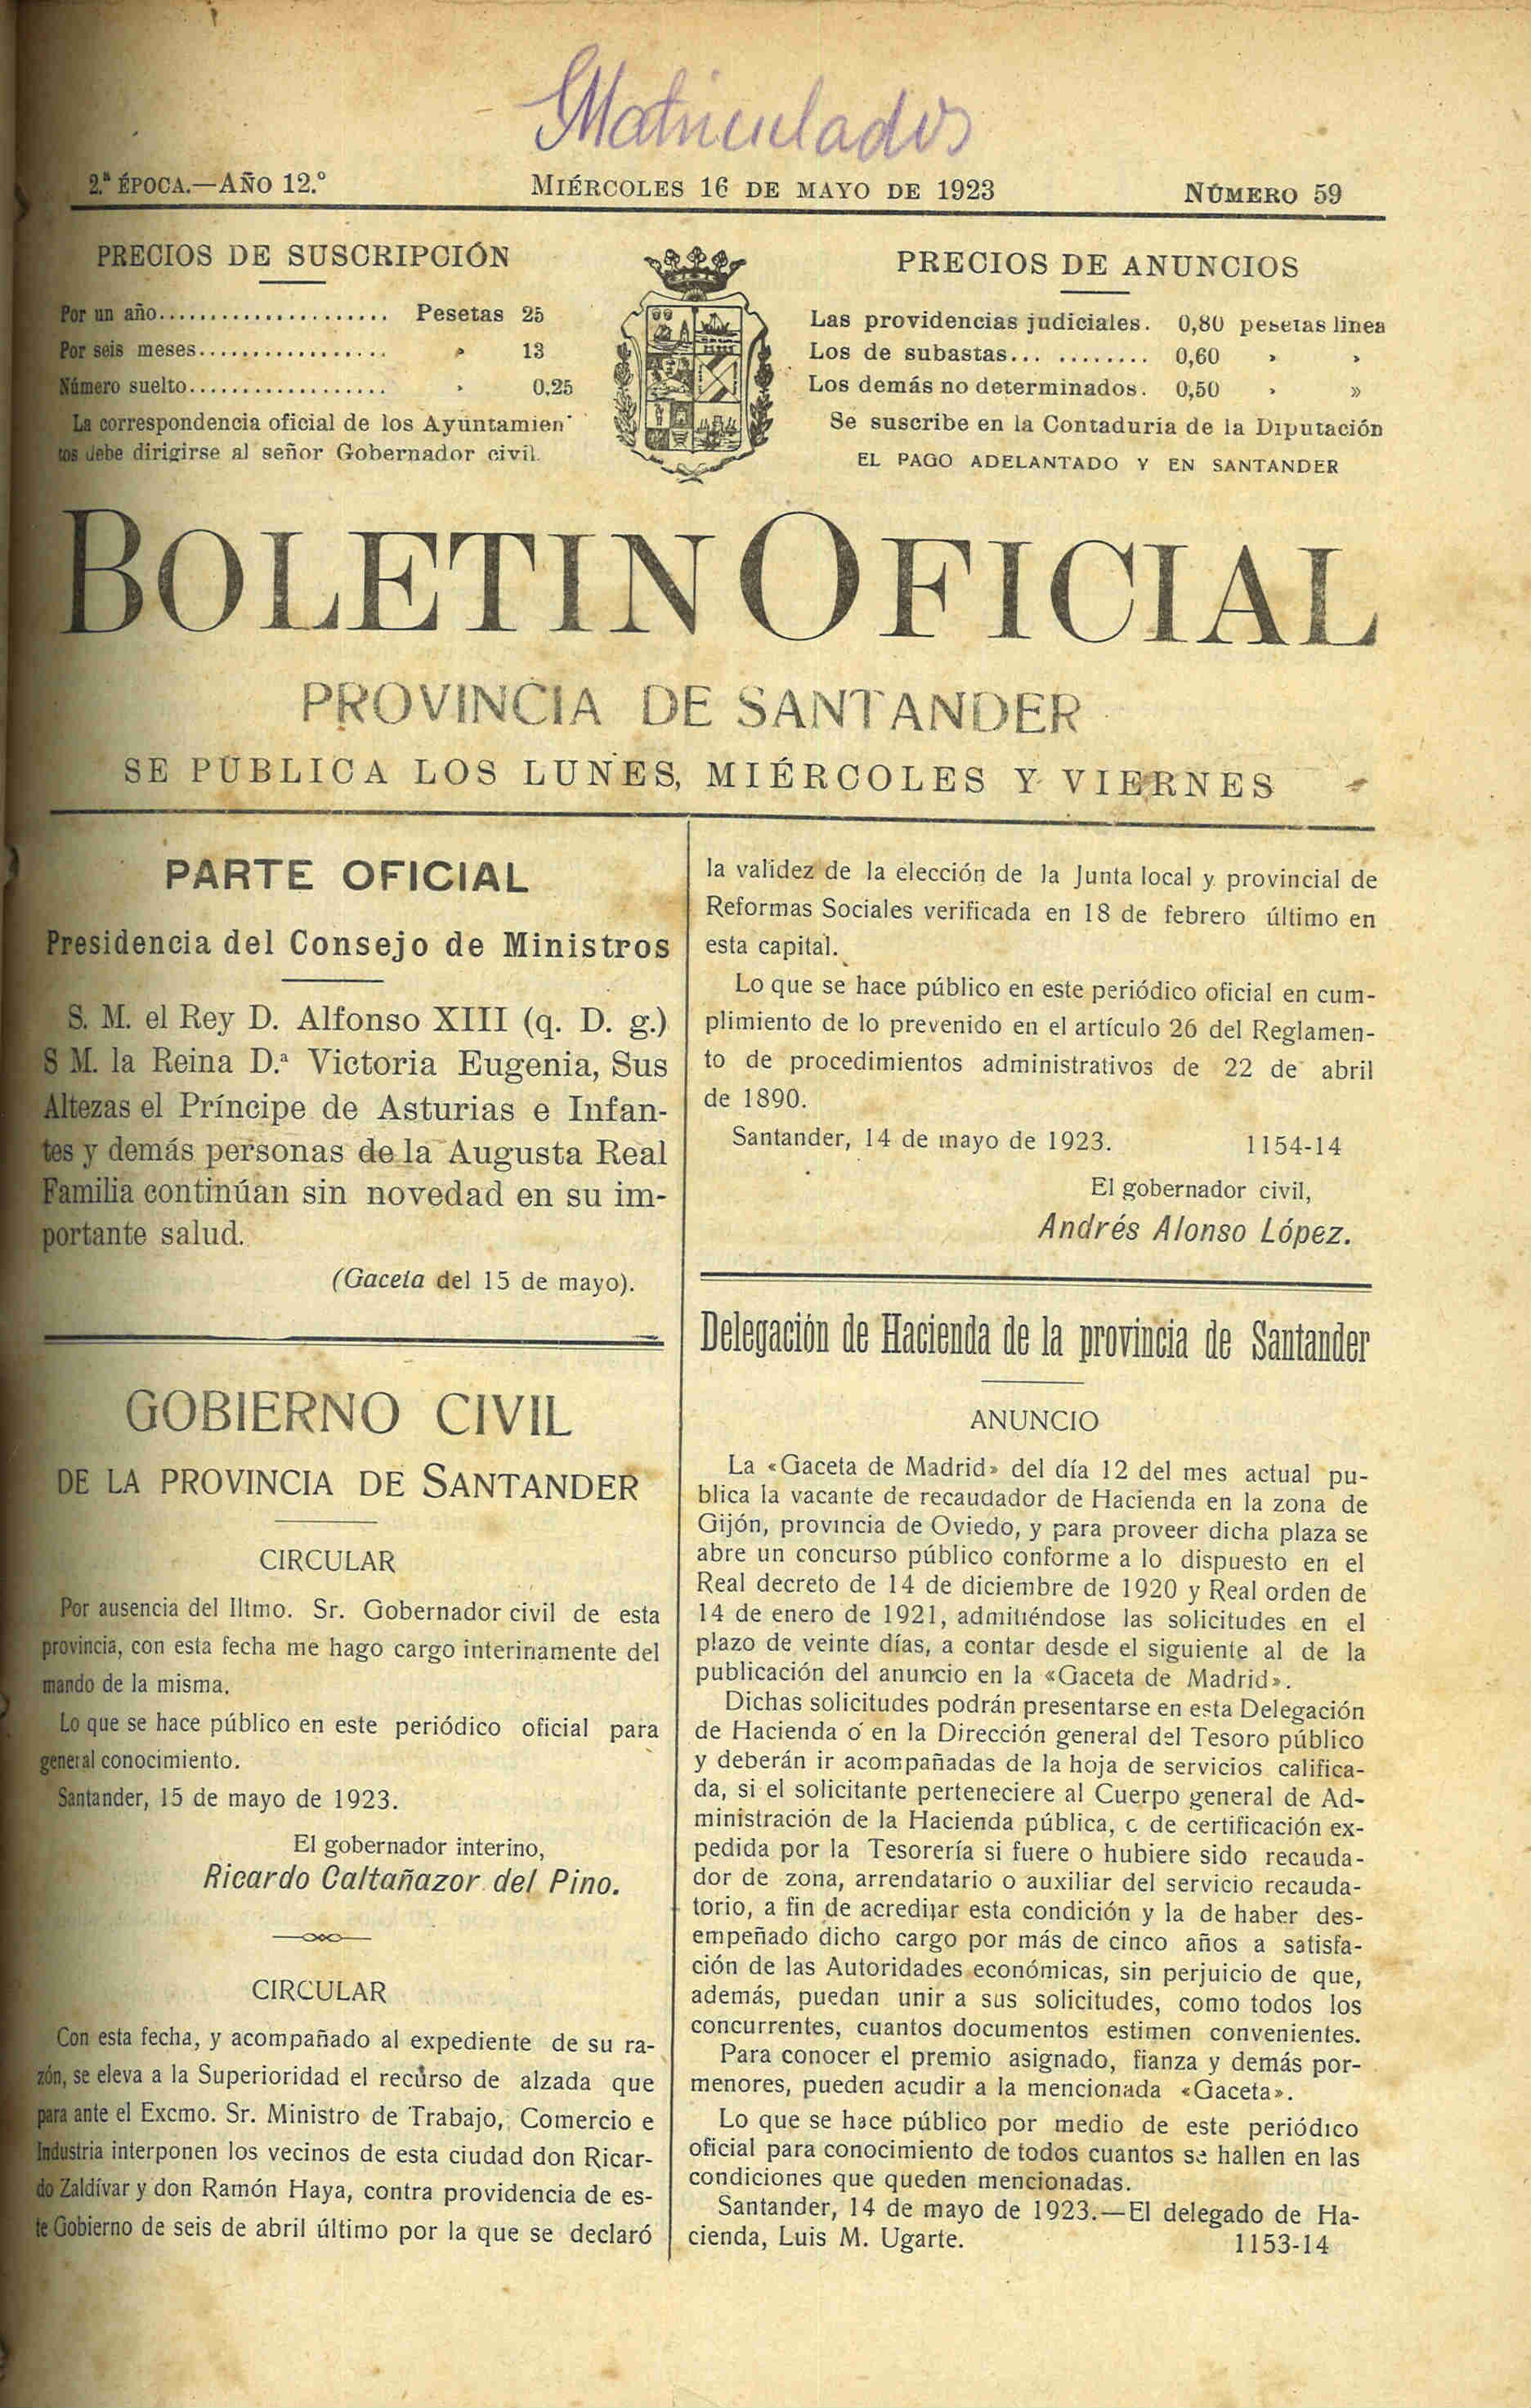 Matriculados
2.ª ÉPOCA.—AÑO 12.º
MIÉRCOLES 16 DE MAYO DE 1923
NÚMERO 59
PRECIOS DE SUSCRIPCIÓN
Por un año..................... Pesetas 25
Por seis meses................. » 13
Número suelto.................. » 0,25
La correspondencia oficial de los Ayuntamien-
tos debe dirigirse al señor Gobernador civil.
PRECIOS DE ANUNCIOS
Las providencias judiciales. 0,80 pesetas linea
Los de subastas... ........ 0,60 » »
Los demás no determinados. 0,50 » »
Se suscribe en la Contaduría de la Diputación
EL PAGO ADELANTADO Y EN SANTANDER
BOLETIN OFICIAL
PROVINCIA DE SANTANDER
SE PUBLICA LOS LUNES, MIÉRCOLES Y VIERNES
PARTE OFICIAL
Presidencia del Consejo de Ministros
S. M. el Rey D. Alfonso XIII (q. D. g.)
S M. la Reina D.ª Victoria Eugenia, Sus
Altezas el Príncipe de Asturias e Infan-
tes y demás personas de la Augusta Real
Familia continúan sin novedad en su im-
portante salud.
(Gaceta del 15 de mayo).
GOBIERNO CIVIL
DE LA PROVINCIA DE SANTANDER
CIRCULAR
Por ausencia del Iltmo. Sr. Gobernador civil de esta
provincia, con esta fecha me hago cargo interinamente del
mando de la misma.
Lo que se hace público en este periódico oficial para
general conocimiento.
Santander, 15 de mayo de 1923.
El gobernador interino,
Ricardo Caltañazor del Pino.
CIRCULAR
Con esta fecha, y acompañado al expediente de su ra-
zón, se eleva a la Superioridad el recurso de alzada que
para ante el Excmo. Sr. Ministro de Trabajo, Comercio e
Industria interponen los vecinos de esta ciudad don Ricar-
do Zaldívar y don Ramón Haya, contra providencia de es-
te Gobierno de seis de abril último por la que se declaró
la validez de la elección de la Junta local y provincial de
Reformas Sociales verificada en 18 de febrero último en
esta capital.
Lo que se hace público en este periódico oficial en cum-
plimiento de lo prevenido en el artículo 26 del Reglamen-
to de procedimientos administrativos de 22 de abril
de 1890.
Santander, 14 de mayo de 1923. 1154-14
El gobernador civil,
Andrés Alonso López.
Delegación de Hacienda de la provincia de Santander
ANUNCIO
La «Gaceta de Madrid» del día 12 del mes actual pu-
blica la vacante de recaudador de Hacienda en la zona de
Gijón, provincia de Oviedo, y para proveer dicha plaza se
abre un concurso público conforme a lo dispuesto en el
Real decreto de 14 de diciembre de 1920 y Real orden de
14 de enero de 1921, admitiéndose las solicitudes en el
plazo de veinte días, a contar desde el siguiente al de la
publicación del anuncio en la «Gaceta de Madrid».
Dichas solicitudes podrán presentarse en esta Delegación
de Hacienda o en la Dirección general del Tesoro público
y deberán ir acompañadas de la hoja de servicios califica-
da, si el solicitante perteneciere al Cuerpo general de Ad-
ministración de la Hacienda pública, o de certificación ex-
pedida por la Tesorería si fuere o hubiere sido recauda-
dor de zona, arrendatario o auxiliar del servicio recauda-
torio, a fin de acreditar esta condición y la de haber des-
empeñado dicho cargo por más de cinco años a satisfa-
ción de las Autoridades económicas, sin perjuicio de que,
además, puedan unir a sus solicitudes, como todos los
concurrentes, cuantos documentos estimen convenientes.
Para conocer el premio asignado, fianza y demás por-
menores, pueden acudir a la mencionada «Gaceta».
Lo que se hace público por medio de este periódico
oficial para conocimiento de todos cuantos se hallen en las
condiciones que queden mencionadas.
Santander, 14 de mayo de 1923.—El delegado de Ha-
cienda, Luis M. Ugarte. 1153-14